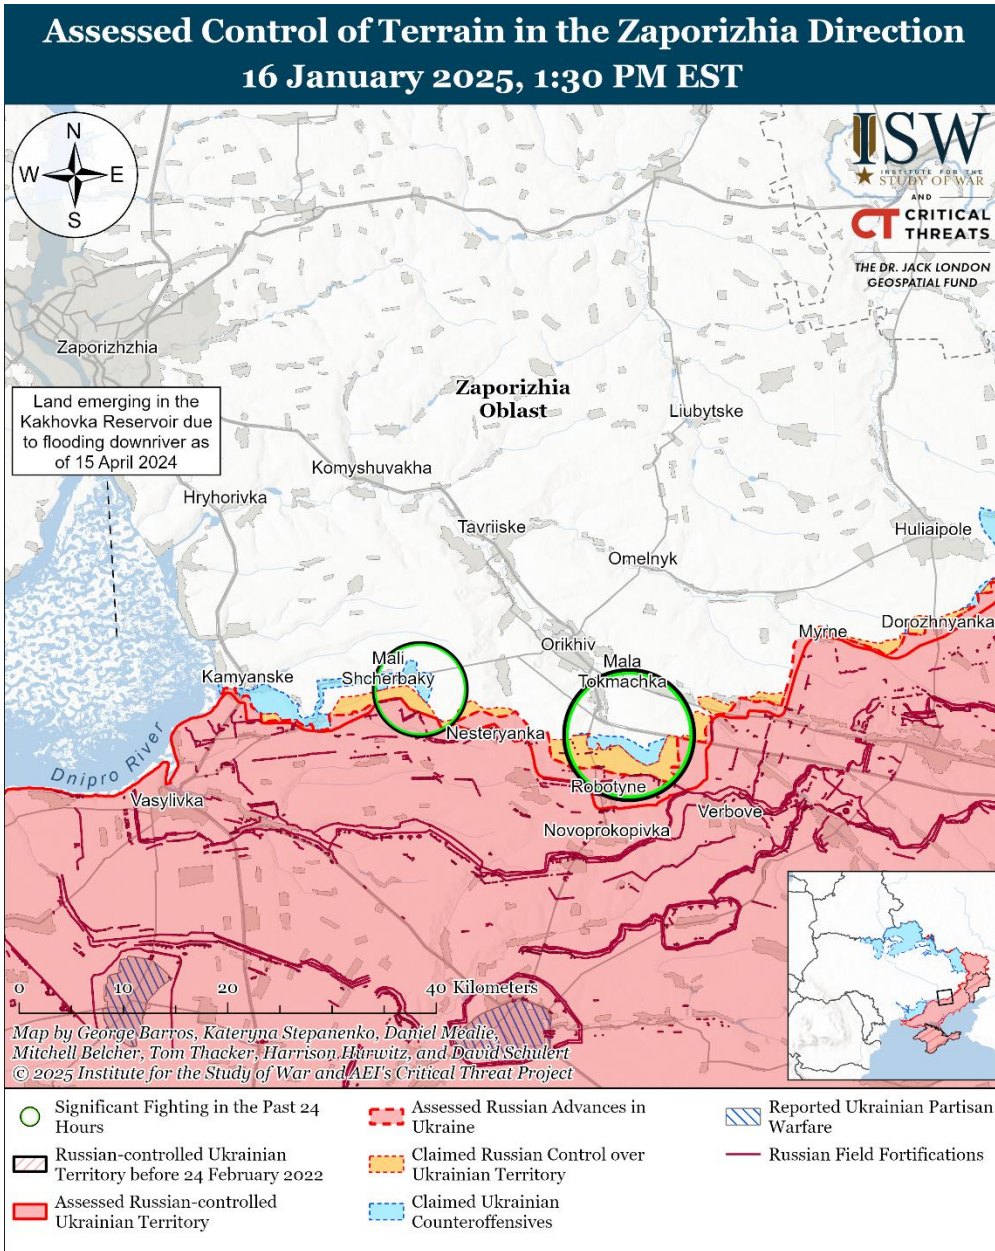 Assessed Control of Terrain in the Zaporizhia Direction
16 January 2025, 1:30 PM EST
N
W
E
S
ISW
INSTITUTE FOR THE
STUDY OF WAR
AND
CT CRITICAL
THREATS
THE DR. JACK LONDON
GEOSPATIAL FUND
Zaporizhzhia
Land emerging in the
Kakhovka Reservoir due
to flooding downriver as
of 15 April 2024
Zaporizhia
Oblast
Liubytske
Komyshuvakha
Hryhorivka
Tavriiske
Huliaipole
Omelnyk
Dorozhnyanka
Myrne
Orikhiv
Mali
Shcherbaky
Mala
Tokmachka
Kamyanske
Nesteryanka
Dnipro River
Robotyne
Vasylivka
Verbove
Novoprokopivka
0
10
20
40 Kilometers
Map by George Barros, Kateryna Stepanenko, Daniel Mealie,
Mitchell Belcher, Tom Thacker, Harrison Hurwitz, and David Schulert
© 2025 Institute for the Study of War and AEI's Critical Threat Project
Significant Fighting in the Past 24
Hours
Russian-controlled Ukrainian
Territory before 24 February 2022
Assessed Russian-controlled
Ukrainian Territory
Assessed Russian Advances in
Ukraine
Claimed Russian Control over
Ukrainian Territory
Claimed Ukrainian
Counteroffensives
Reported Ukrainian Partisan
Warfare
Russian Field Fortifications